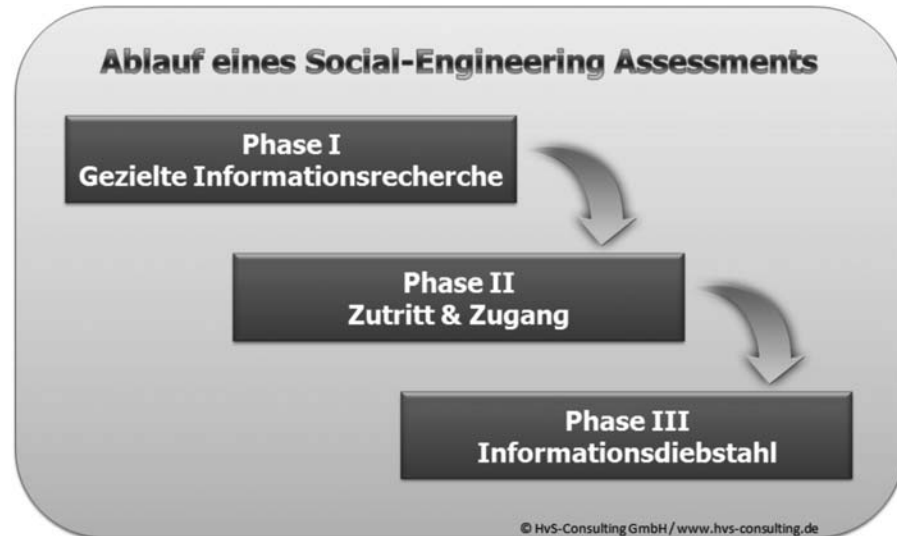 Ablauf eines Social-Engineering Assessments
Phase I
Gezielte Informationsrecherche
Phase II
Zutritt & Zugang
Phase III
Informationsdiebstahl
© HvS-Consulting GmbH / www.hvs-consulting.de